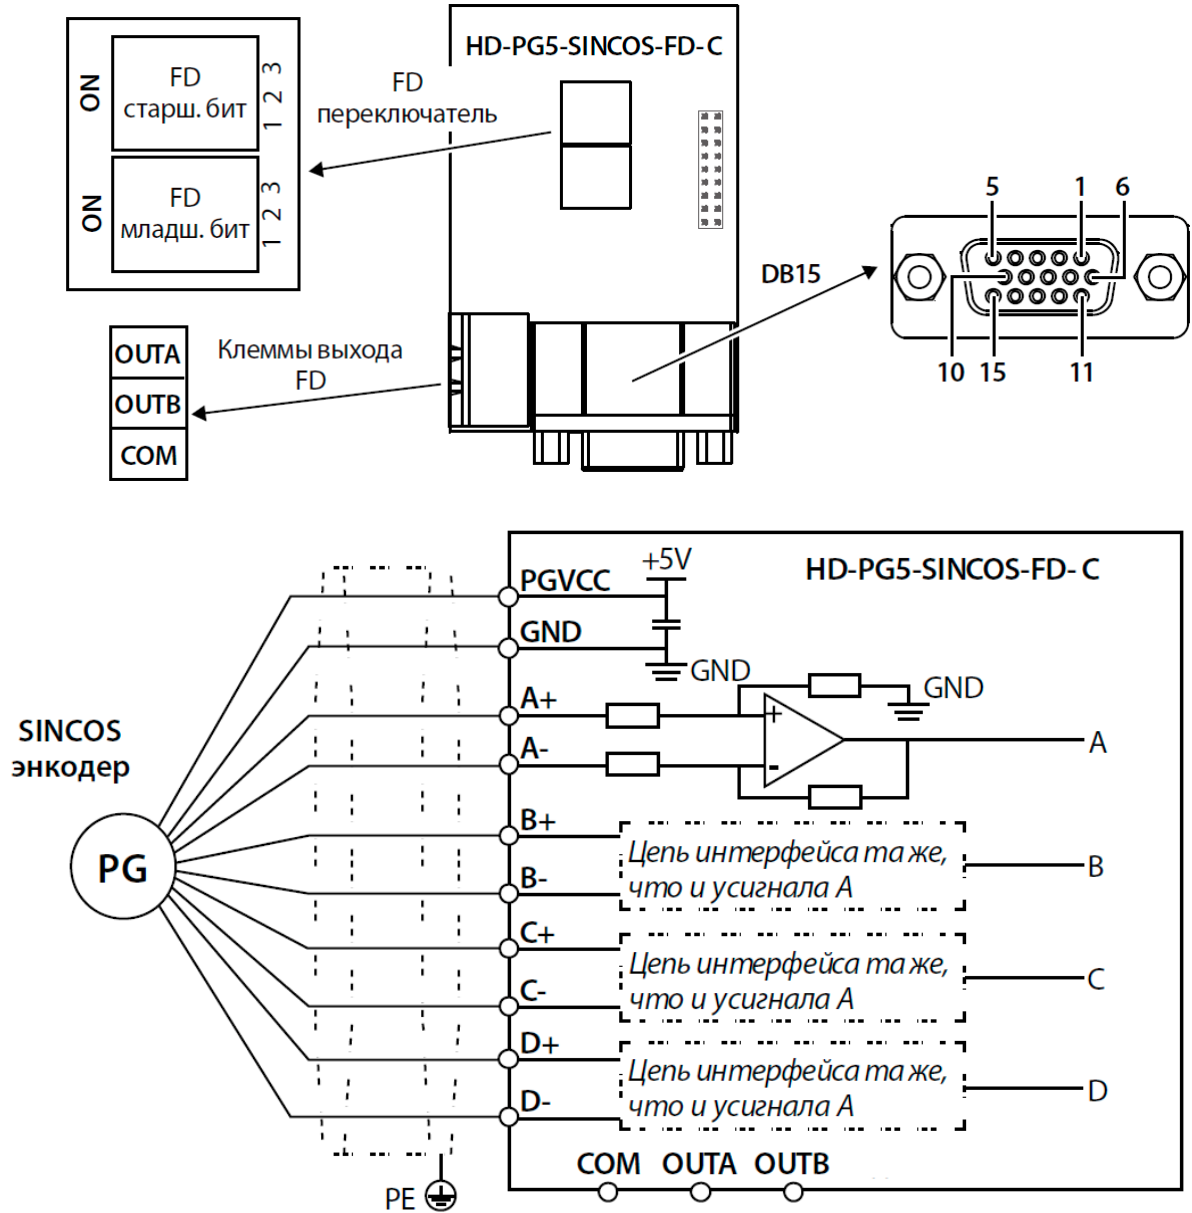 HD-PG5-SINCOS-FD-C
ON
FD
старш. бит
1 2 3
ON
FD
младш. бит
1 2 3
FD
переключатель
5
1
6
DB15
10
15
11
OUTA
OUTB
COM
Клеммы выхода
FD
HD-PG5-SINCOS-FD- C
+5V
PGVCC
GND
GND
GND
A+
A-
A
SINCOS
энкодер
PG
B+
B-
Цепь интерфейса та же,
что и усигнала А
B
C+
C-
Цепь интерфейса та же,
что и усигнала А
C
D+
D-
Цепь интерфейса та же,
что и усигнала А
D
COM OUTA OUTB
PE